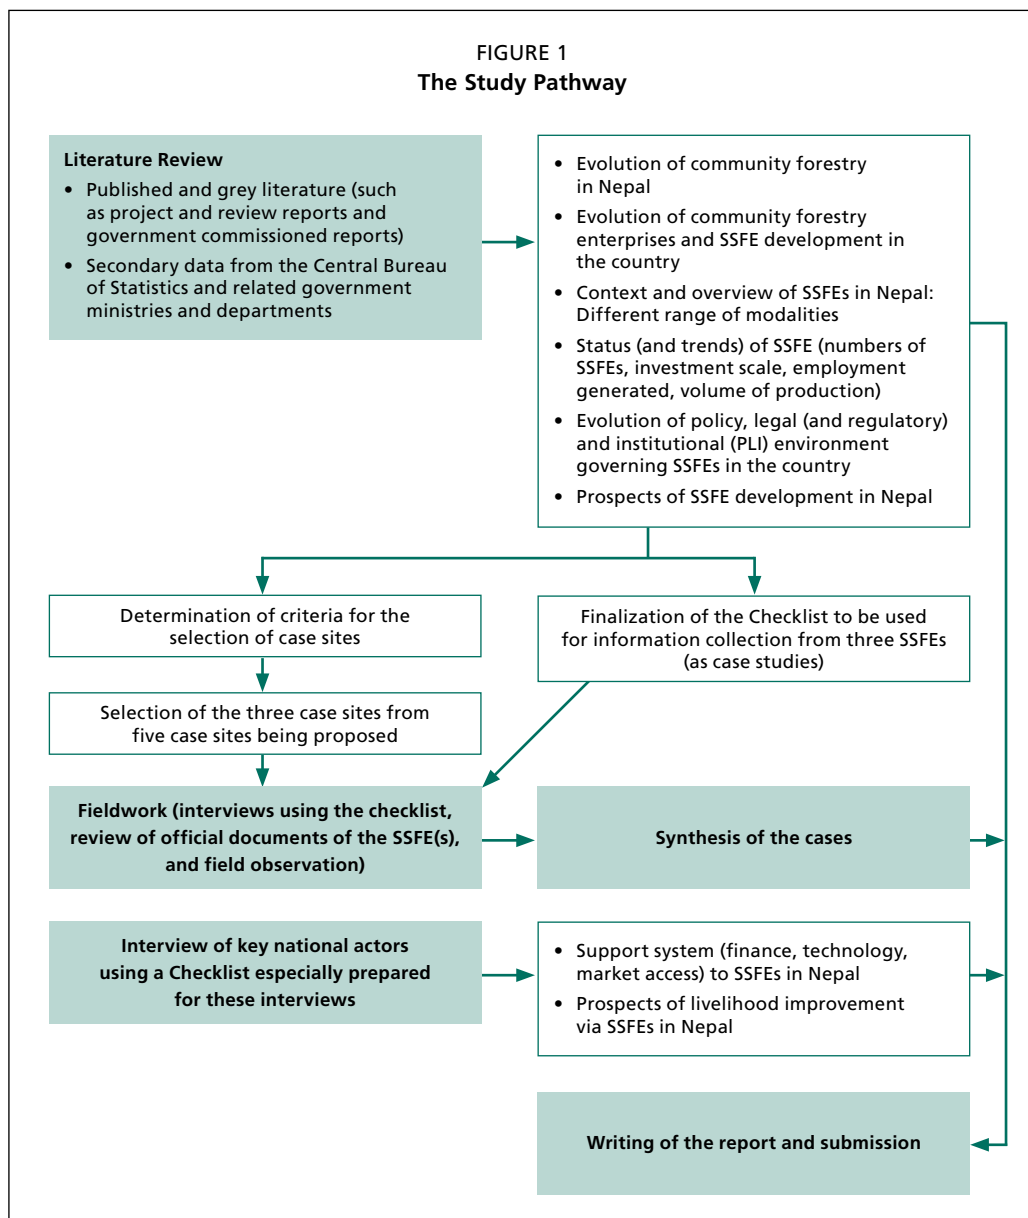 FIGURE 1
The Study Pathway
Literature Review
• Published and grey literature (such
as project and review reports and
government commissioned reports)
• Secondary data from the Central Bureau
of Statistics and related government
ministries and departments
• Evolution of community forestry
in Nepal
• Evolution of community forestry
enterprises and SSFE development in
the country
• Context and overview of SSFEs in Nepal:
Different range of modalities
• Status (and trends) of SSFE (numbers of
SSFEs, investment scale, employment
generated, volume of production)
• Evolution of policy, legal (and regulatory)
and institutional (PLI) environment
governing SSFEs in the country
• Prospects of SSFE development in Nepal
Determination of criteria for the
selection of case sites
Finalization of the Checklist to be used
for information collection from three SSFEs
(as case studies)
Selection of the three case sites from
five case sites being proposed
Fieldwork (interviews using the checklist,
review of official documents of the SSFE(s),
and field observation)
Synthesis of the cases
Interview of key national actors
using a Checklist especially prepared
for these interviews
• Support system (finance, technology,
market access) to SSFEs in Nepal
• Prospects of livelihood improvement
via SSFEs in Nepal
Writing of the report and submission